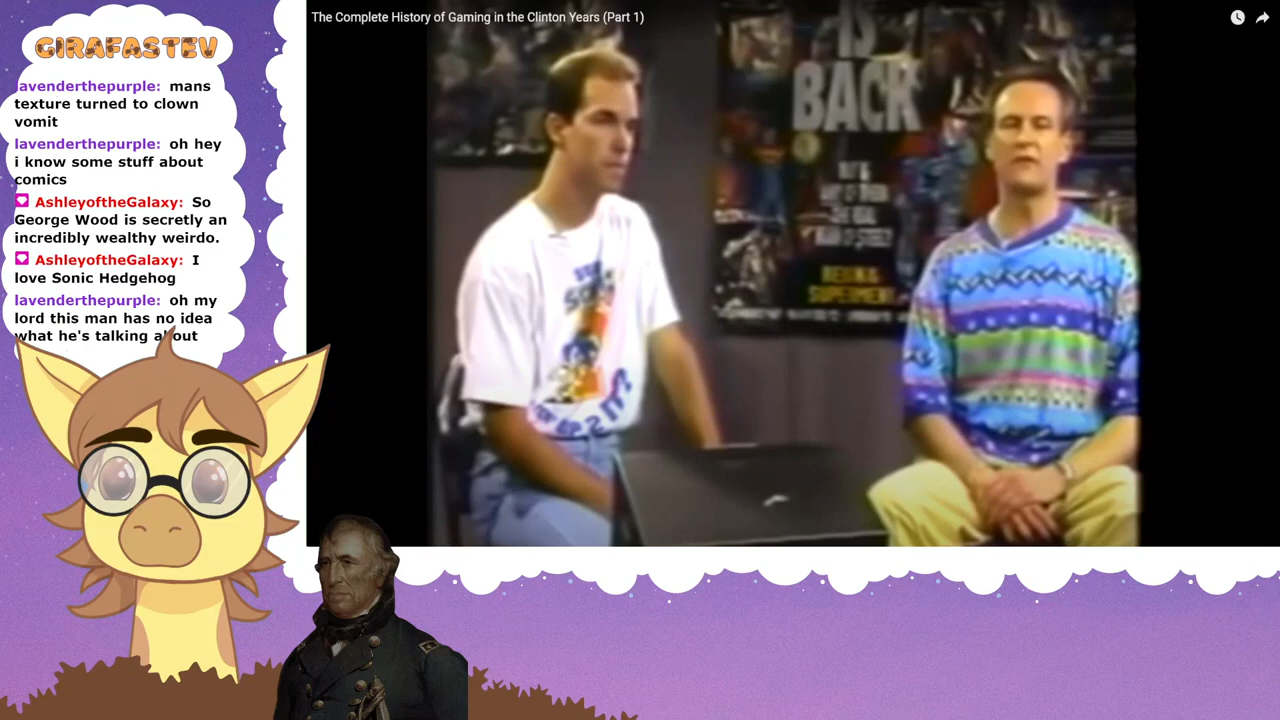 GIRAFASTEV
lavenderthepurple: mans
texture turned to clown
vomit
lavenderthepurple: oh hey
i know some stuff about
comics
AshleyoftheGalaxy: So
George Wood is secretly an
incredibly wealthy weirdo.
AshleyoftheGalaxy: I
love Sonic Hedgehog
lavenderthepurple: oh my
lord this man has no idea
what he's talking about
The Complete History of Gaming in the Clinton Years (Part 1)
IS
BACK